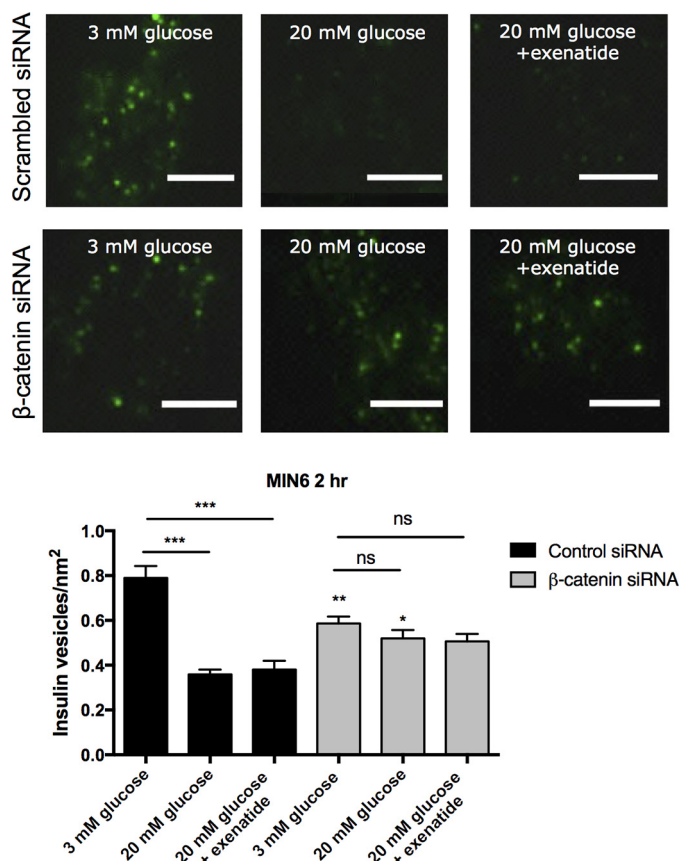 Scrambled siRNA
3 mM glucose
20 mM glucose
20 mM glucose
+exenatide
β-catenin siRNA
3 mM glucose
20 mM glucose
20 mM glucose
+exenatide
MIN6 2 hr
Insulin vesicles/nm²
1.0
0.8
0.6
0.4
0.2
0.0
***
***
ns
ns
**
*
Control siRNA
β-catenin siRNA
3 mM glucose
20 mM glucose
20 mM glucose
+ exenatide
3 mM glucose
20 mM glucose
20 mM glucose
+ exenatide